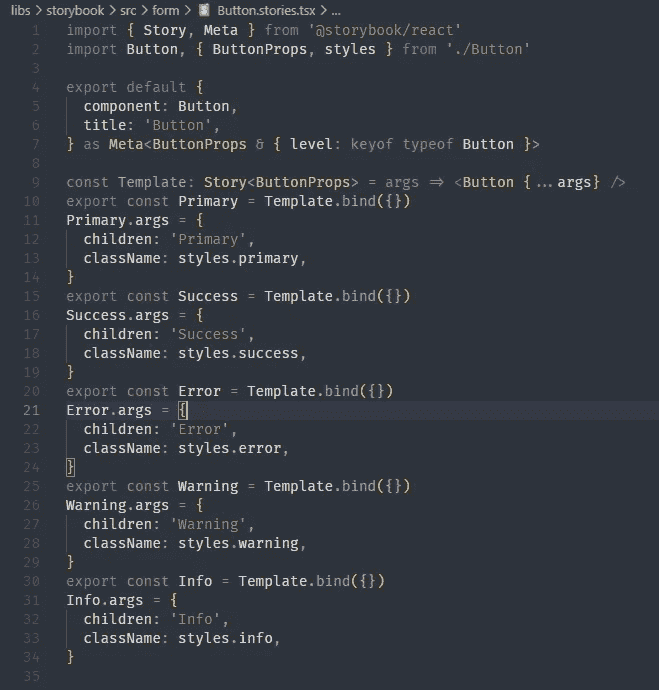 libs > storybook > src > form > Button.stories.tsx > ...
1 import { Story, Meta } from '@storybook/react'
2 import Button, { ButtonProps, styles } from './Button'
3
4 export default {
5   component: Button,
6   title: 'Button',
7 } as Meta<ButtonProps & { level: keyof typeof Button }>
8
9 const Template: Story<ButtonProps> = args => <Button {...args} />
10 export const Primary = Template.bind({})
11 Primary.args = {
12   children: 'Primary',
13   className: styles.primary,
14 }
15 export const Success = Template.bind({})
16 Success.args = {
17   children: 'Success',
18   className: styles.success,
19 }
20 export const Error = Template.bind({})
21 Error.args = {
22   children: 'Error',
23   className: styles.error,
24 }
25 export const Warning = Template.bind({})
26 Warning.args = {
27   children: 'Warning',
28   className: styles.warning,
29 }
30 export const Info = Template.bind({})
31 Info.args = {
32   children: 'Info',
33   className: styles.info,
34 }
35